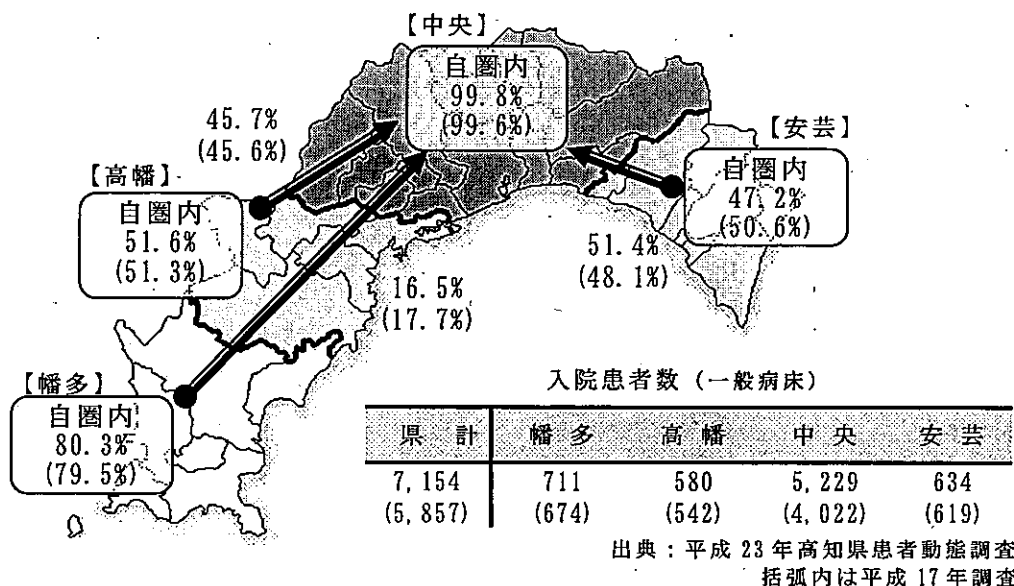 【中央】
自圏内
99.8%
(99.6%)
45.7%
(45.6%)
【安芸】
自圏内
47.2%
(50.6%)
【高幡】
自圏内
51.6%
(51.3%)
51.4%
(48.1%)
16.5%
(17.7%)
【幡多】
自圏内
80.3%
(79.5%)
入院患者数(一般病床)
県計 幡多 高幡 中央 安芸
7,154 711 580 5,229 634
(5,857) (674) (542) (4,022) (619)
出典:平成23年高知県患者動態調査
括弧内は平成17年調査